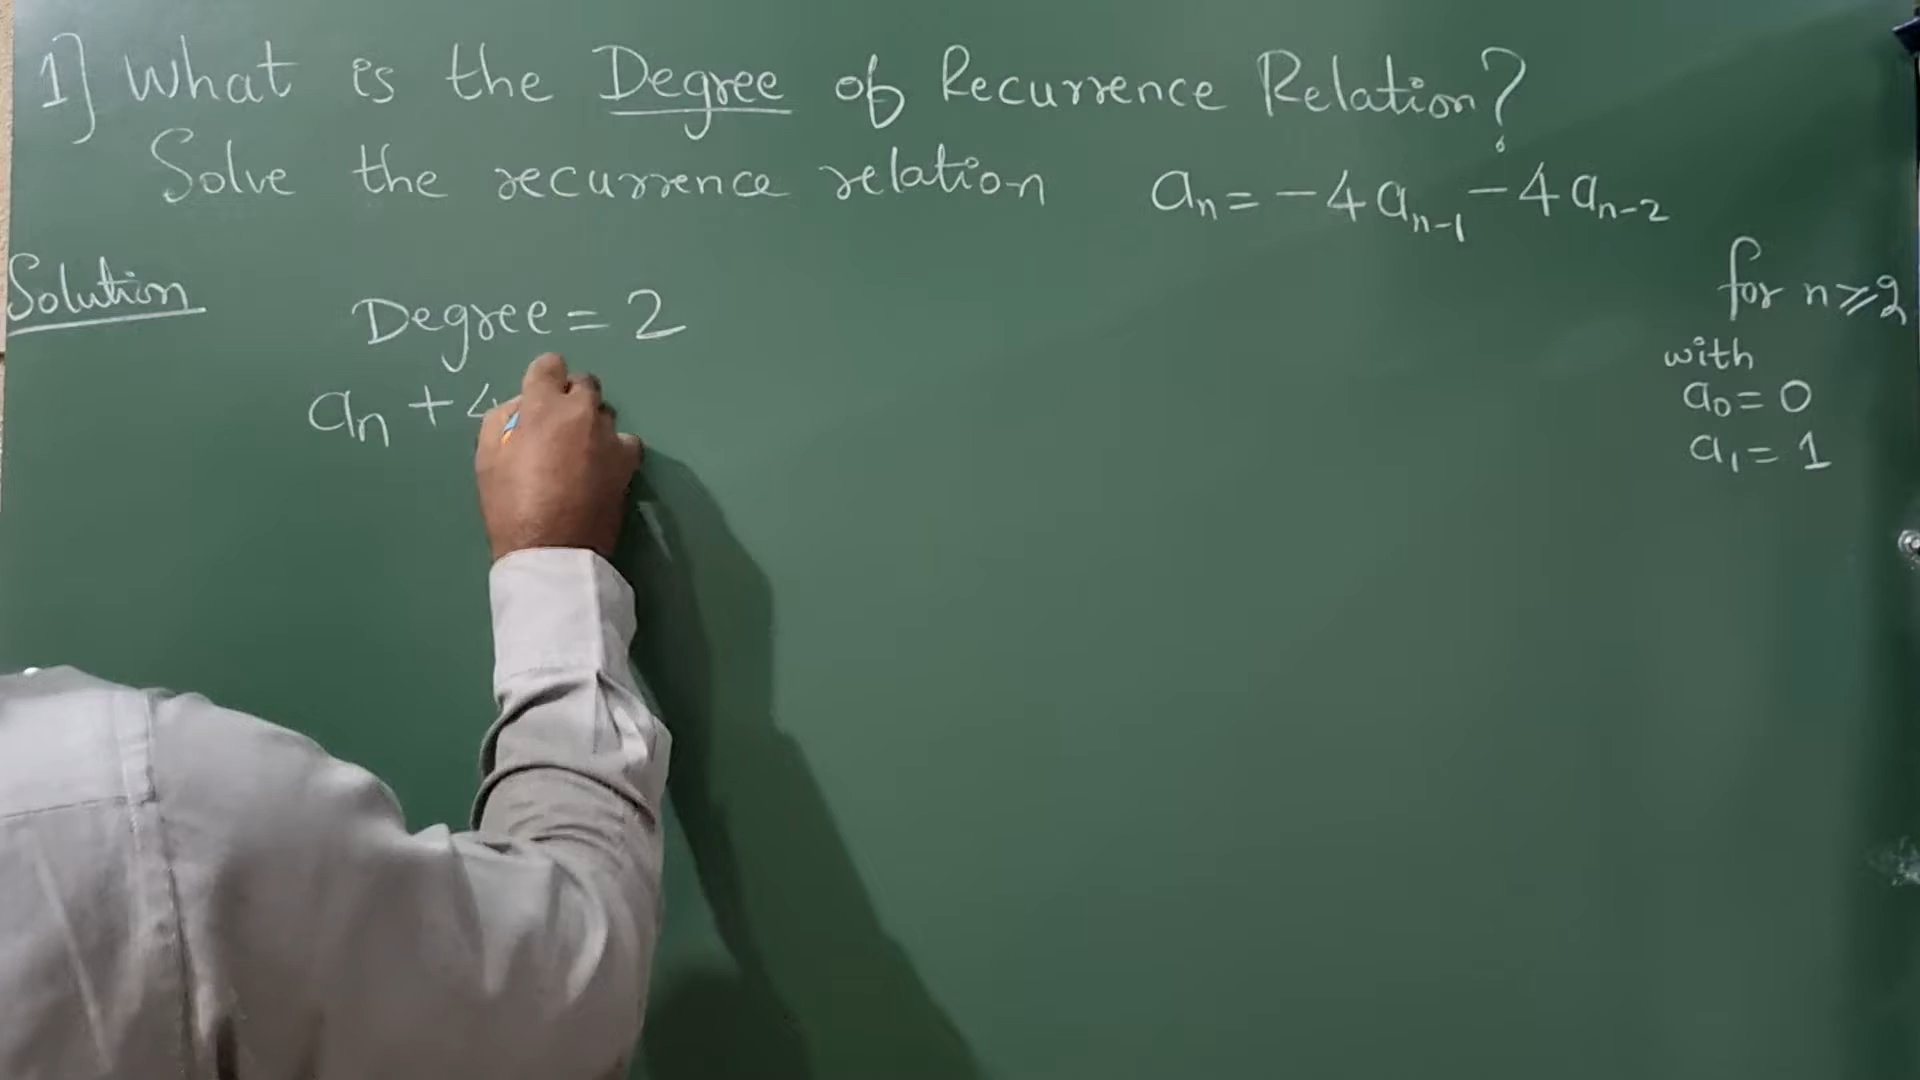 1] What is the Degree of Recurrence Relation?
Solve the recurrence relation aₙ = -4aₙ₋₁ - 4aₙ₋₂
for n ≥ 2
with
a₀ = 0
a₁ = 1
Solution
Degree = 2
aₙ + 4